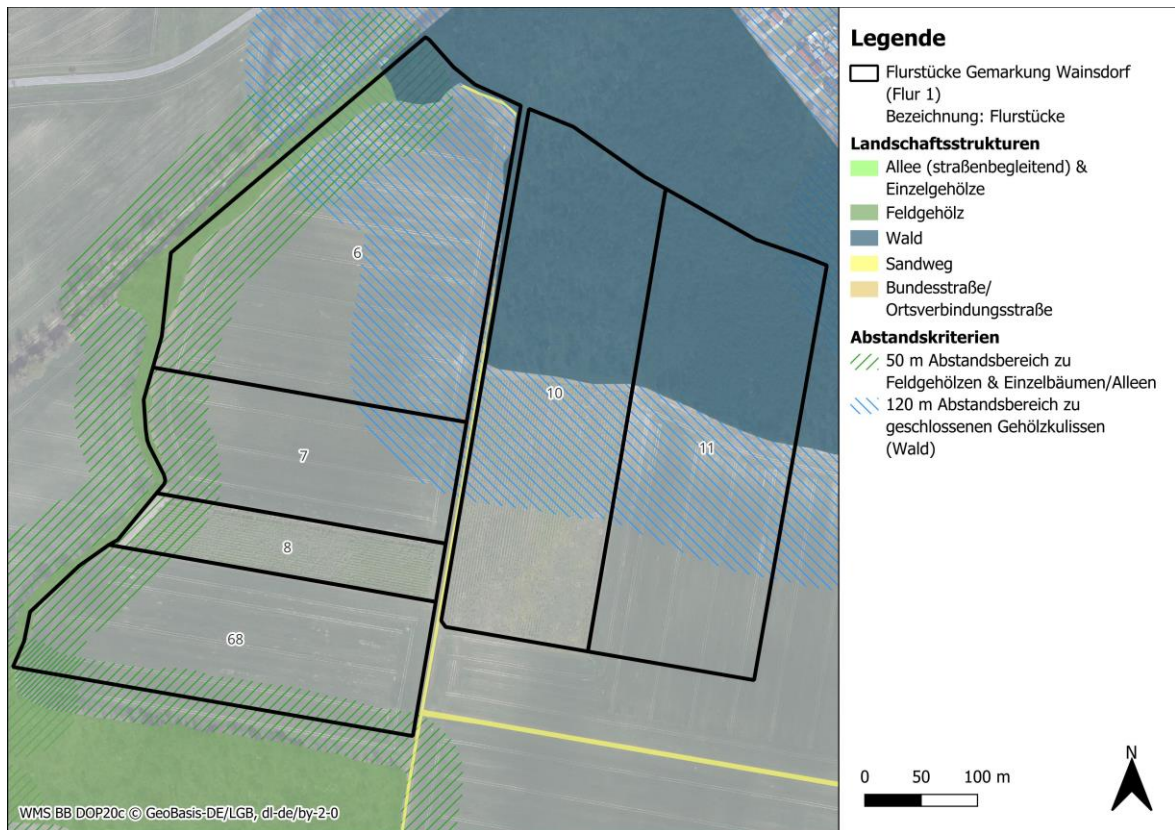 6
10
7
11
8
68
WMS BB DOP20c © GeoBasis-DE/LGB, dl-de/by-2-0
Legende
Flurstücke Gemarkung Wainsdorf
(Flur 1)
Bezeichnung: Flurstücke
Landschaftsstrukturen
Allee (straßenbegleitend) &
Einzelgehölze
Feldgehölz
Wald
Sandweg
Bundesstraße/
Ortsverbindungsstraße
Abstandskriterien
50 m Abstandsbereich zu
Feldgehölzen & Einzelbäumen/Alleen
120 m Abstandsbereich zu
geschlossenen Gehölzkulissen
(Wald)
0 50 100 m
N